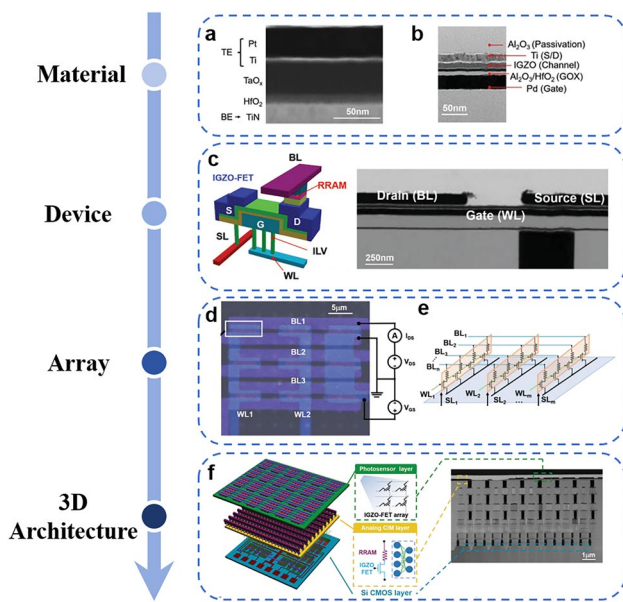 Material
Device
Array
3D
Architecture
a
TE
Pt
Ti
TaOx
HfO2
BE → TiN
50nm
b
Al2O3 (Passivation)
Ti (S/D)
IGZO (Channel)
Al2O3/HfO2 (GOX)
Pd (Gate)
50nm
c
BL
IGZO-FET
RRAM
S
G
D
SL
ILV
WL
Drain (BL)
Source (SL)
Gate (WL)
250nm
d
5μm
BL1
BL2
BL3
WL1
WL2
A
IDS
VDS
VGS
e
BL1
BL2
BL3
BLn
WL1
SL1
WL2
SL2
...
WLm
SLm
f
Photosensor layer
IGZO-FET array
Analog CIM layer
RRAM
IGZO
FET
Si CMOS layer
1μm